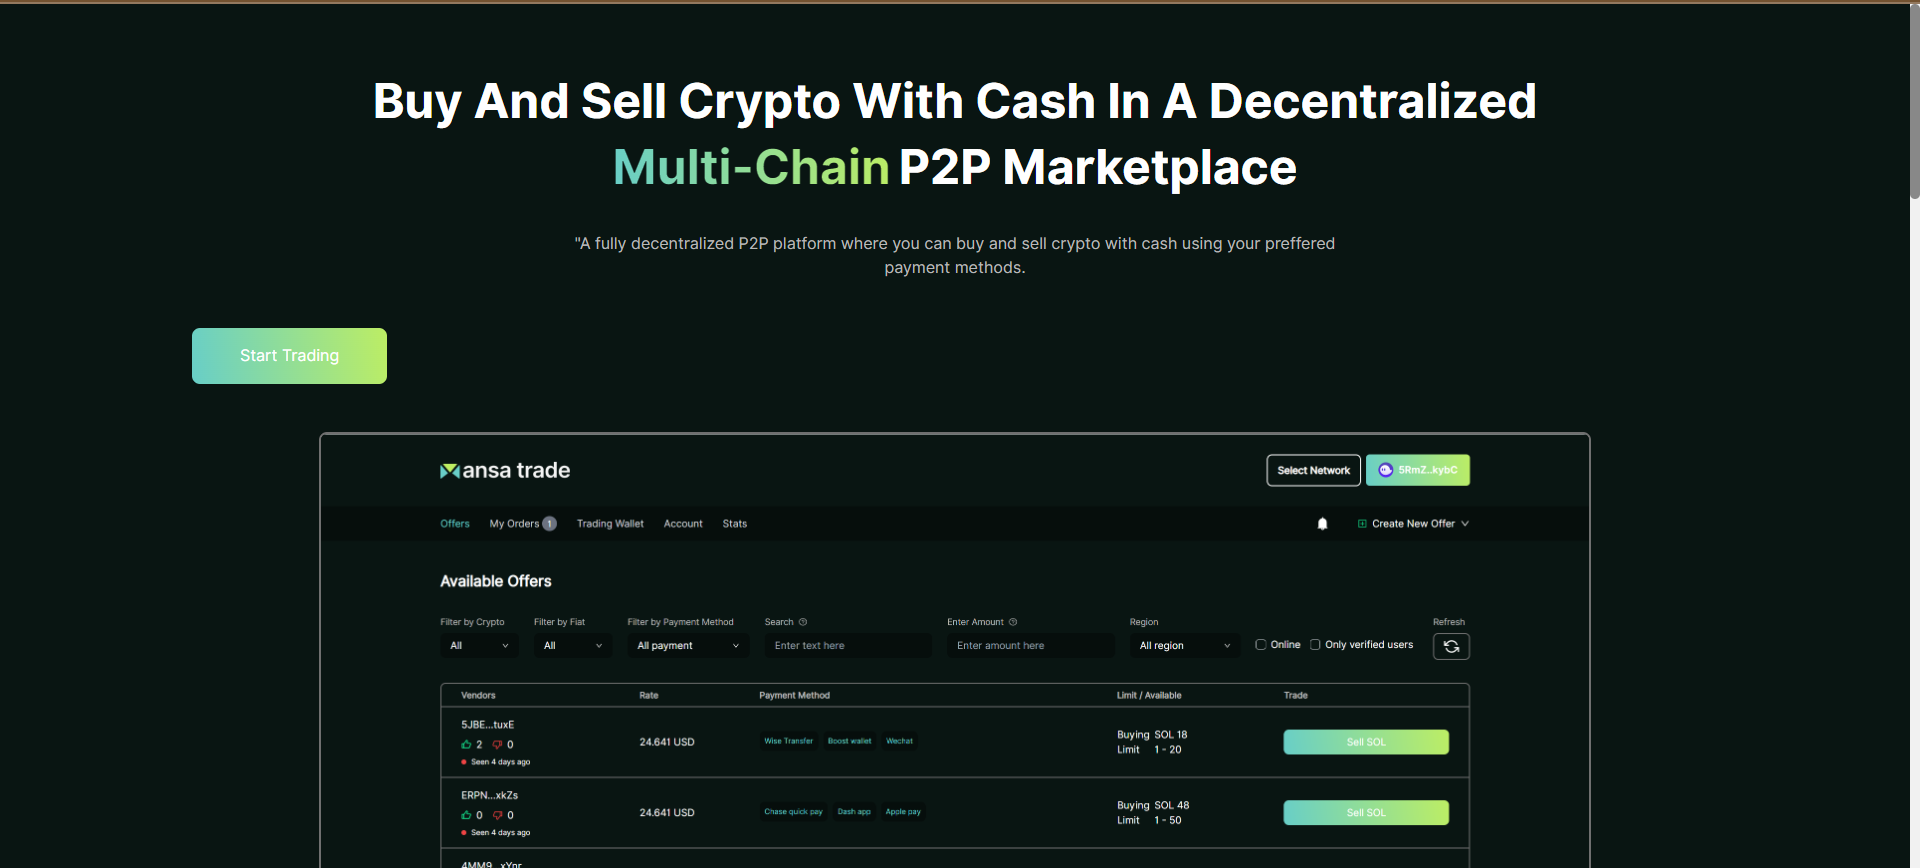 Buy And Sell Crypto With Cash In A Decentralized
Multi-Chain P2P Marketplace
"A fully decentralized P2P platform where you can buy and sell crypto with cash using your preffered
payment methods.
Start Trading
ansa trade
Select Network
5RmZ..kybC
Offers
My Orders 1
Trading Wallet
Account
Stats
Create New Offer
Available Offers
Filter by Crypto
Filter by Fiat
Filter by Payment Method
Search
Enter Amount
Region
Refresh
All
All
All payment
Enter text here
Enter amount here
All region
Online
Only verified users
Vendors
Rate
Payment Method
Limit / Available
Trade
5JBE...tuxE
2 0
Seen 4 days ago
24.641 USD
Wise Transfer
Boost wallet
Wechat
Buying SOL 18
Limit 1 - 20
Sell SOL
ERPN...xkZs
0 0
Seen 4 days ago
24.641 USD
Chase quick pay
Dash app
Apple pay
Buying SOL 48
Limit 1 - 50
Sell SOL
4MM9...xYnr